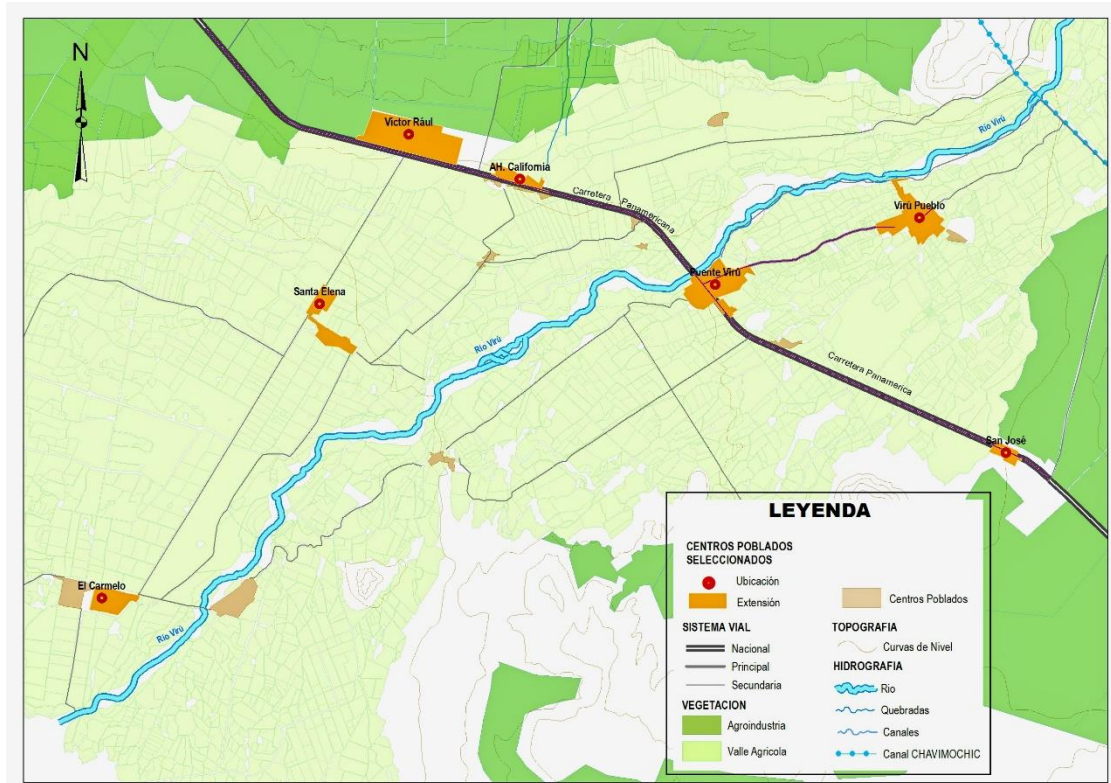 N
Víctor Rául
AH. California
Río Virú
Carretera Panamericana
Virú Pueblo
Puente Virú
Santa Elena
Río Virú
Carretera Panamerica
San José
El Carmelo
Río Virú
LEYENDA
CENTROS POBLADOS
SELECCIONADOS
Ubicación
Extensión
Centros Poblados
SISTEMA VIAL
Nacional
Principal
Secundaria
VEGETACION
Agroindustria
Valle Agricola
TOPOGRAFIA
Curvas de Nivel
HIDROGRAFIA
Rio
Quebradas
Canales
Canal CHAVIMOCHIC